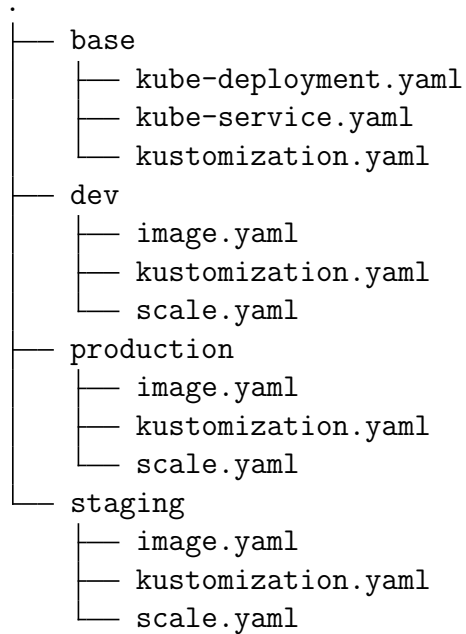 .
├── base
│   ├── kube-deployment.yaml
│   ├── kube-service.yaml
│   └── kustomization.yaml
├── dev
│   ├── image.yaml
│   ├── kustomization.yaml
│   └── scale.yaml
├── production
│   ├── image.yaml
│   ├── kustomization.yaml
│   └── scale.yaml
└── staging
    ├── image.yaml
    ├── kustomization.yaml
    └── scale.yaml